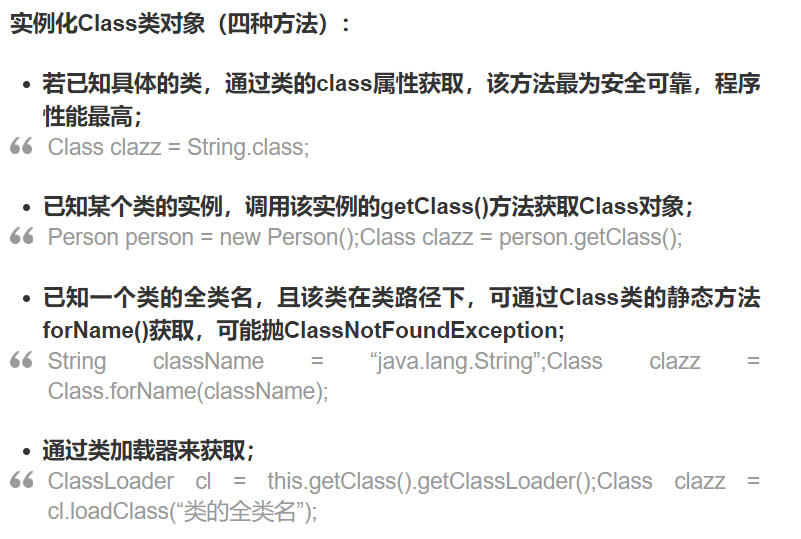 实例化Class类对象（四种方法）：
• 若已知具体的类，通过类的class属性获取，该方法最为安全可靠，程序
性能最高；
Class clazz = String.class;
• 已知某个类的实例，调用该实例的getClass()方法获取Class对象；
Person person = new Person();Class clazz = person.getClass();
• 已知一个类的全类名，且该类在类路径下，可通过Class类的静态方法
forName()获取，可能抛ClassNotFoundException;
String className = “java.lang.String”;Class clazz =
Class.forName(className);
• 通过类加载器来获取；
ClassLoader cl = this.getClass().getClassLoader();Class clazz =
cl.loadClass(“类的全类名”);